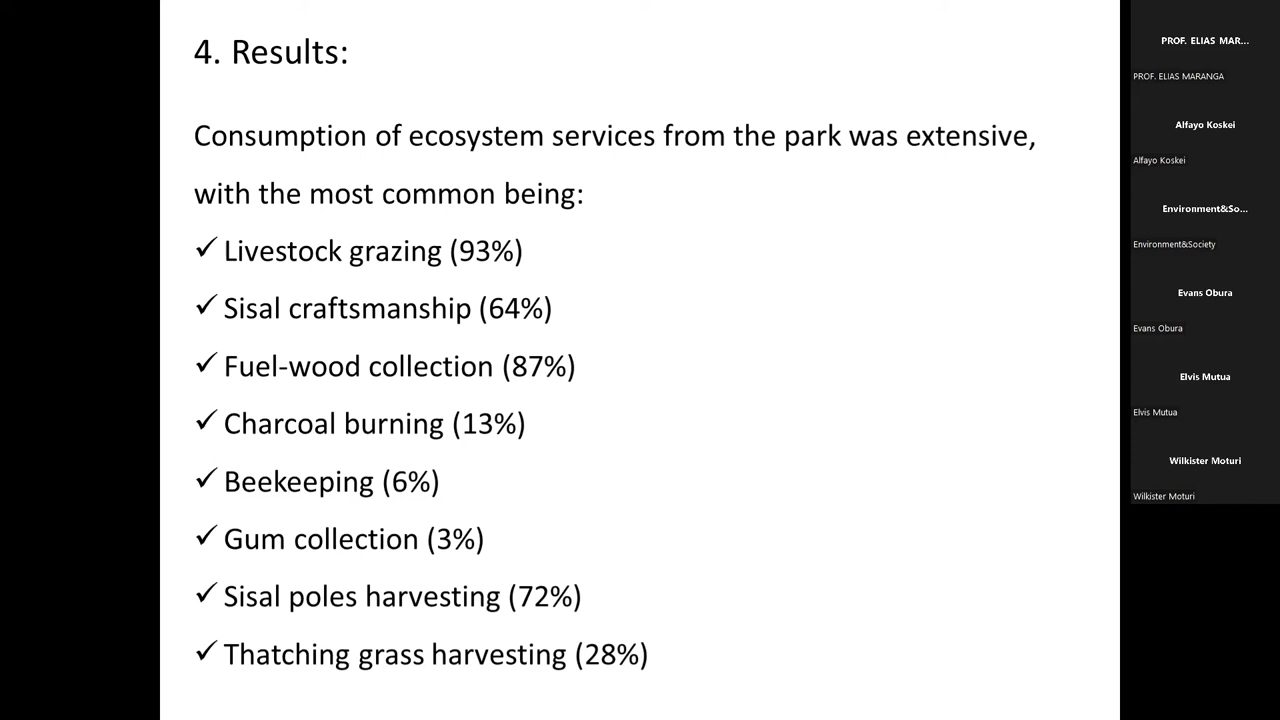 4. Results:
Consumption of ecosystem services from the park was extensive,
with the most common being:
✓ Livestock grazing (93%)
✓ Sisal craftsmanship (64%)
✓ Fuel-wood collection (87%)
✓ Charcoal burning (13%)
✓ Beekeeping (6%)
✓ Gum collection (3%)
✓ Sisal poles harvesting (72%)
✓ Thatching grass harvesting (28%)
PROF. ELIAS MAR...
PROF. ELIAS MARANGA
Alfayo Koskei
Alfayo Koskei
Environment&So...
Environment&Society
Evans Obura
Evans Obura
Elvis Mutua
Elvis Mutua
Wilkister Moturi
Wilkister Moturi